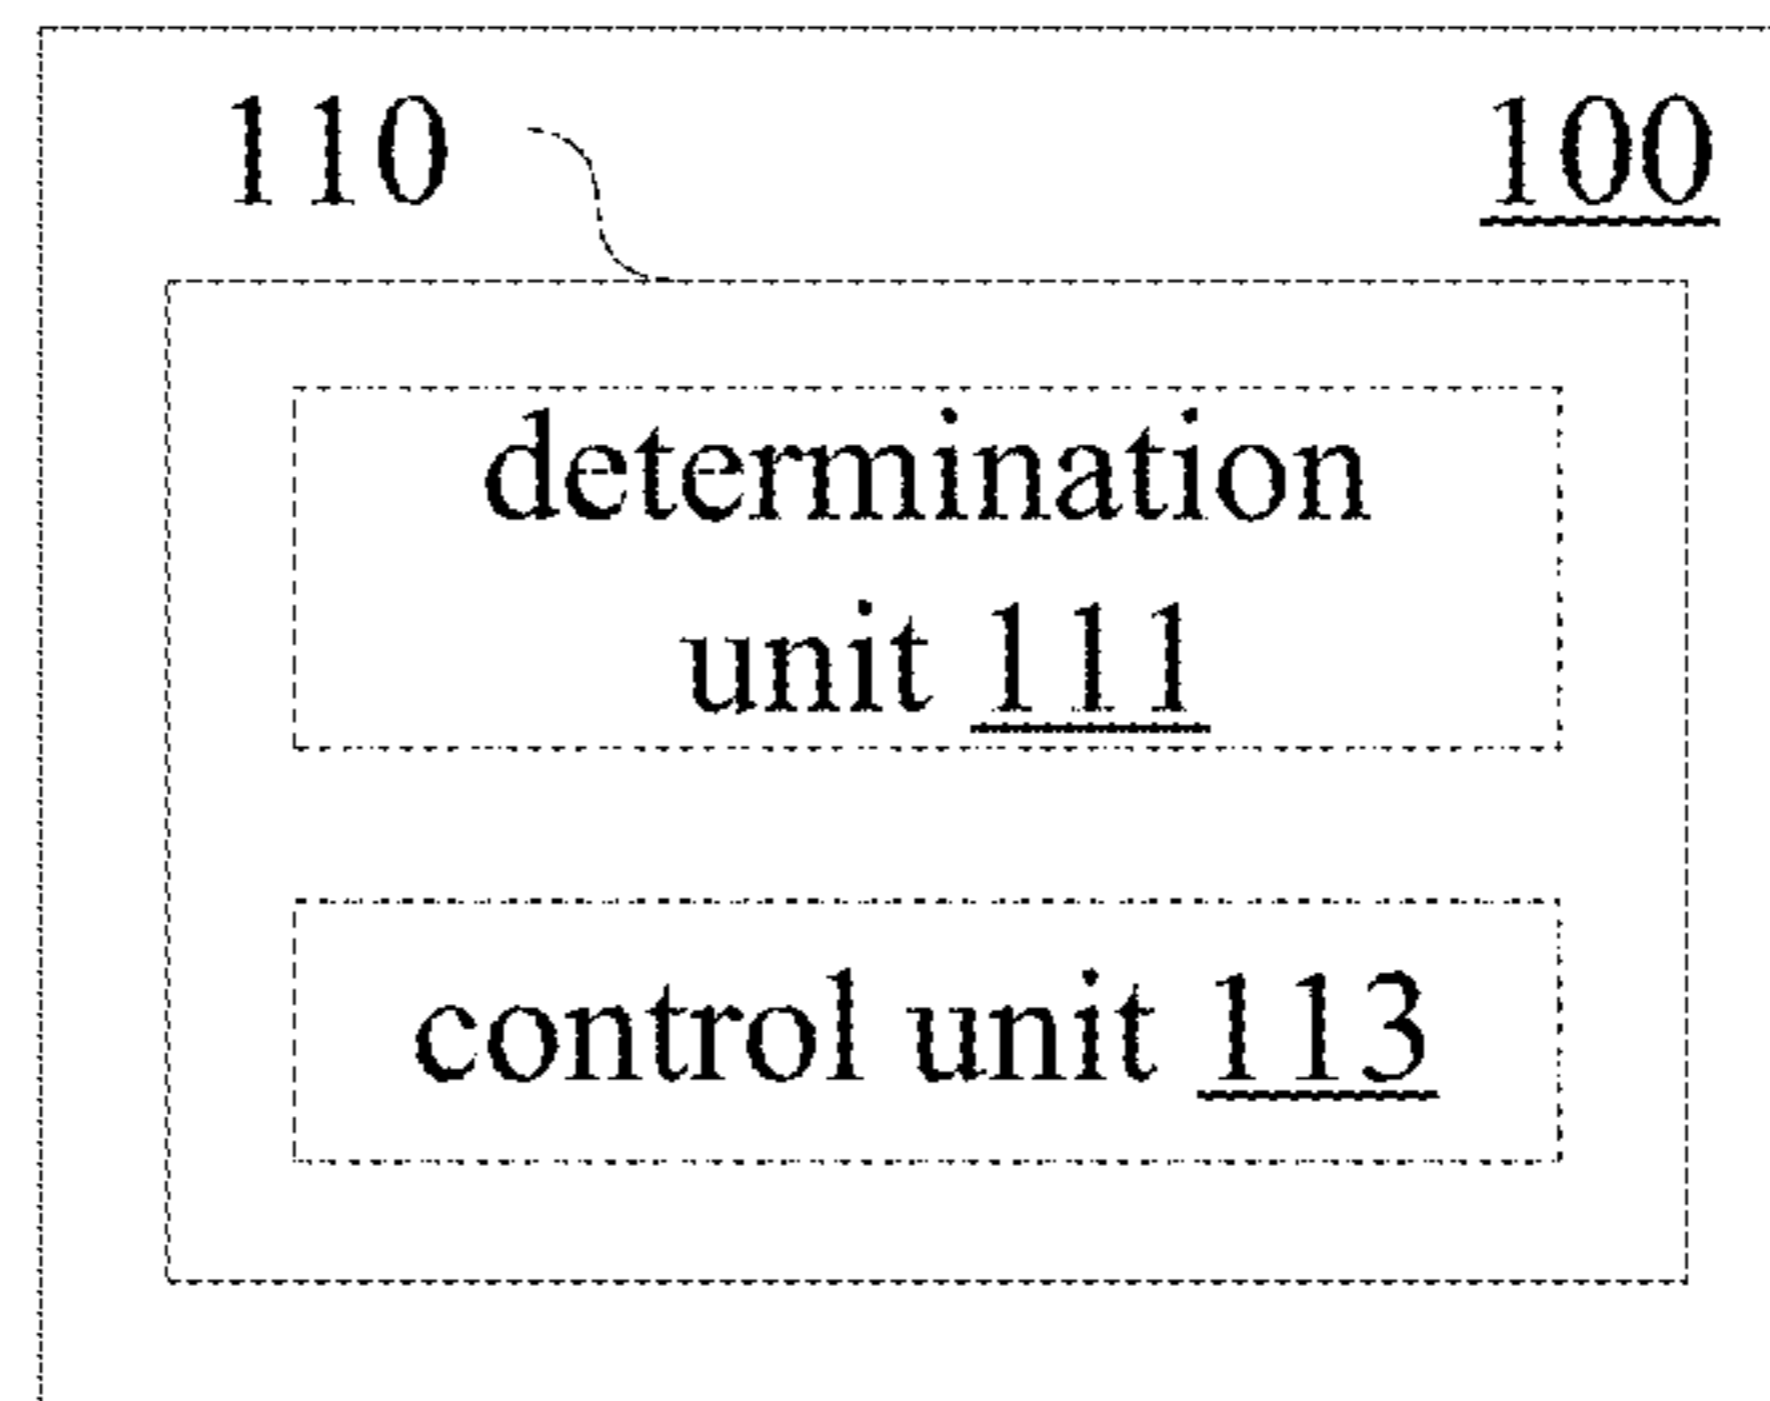 110
100
determination
unit 111
control unit 113